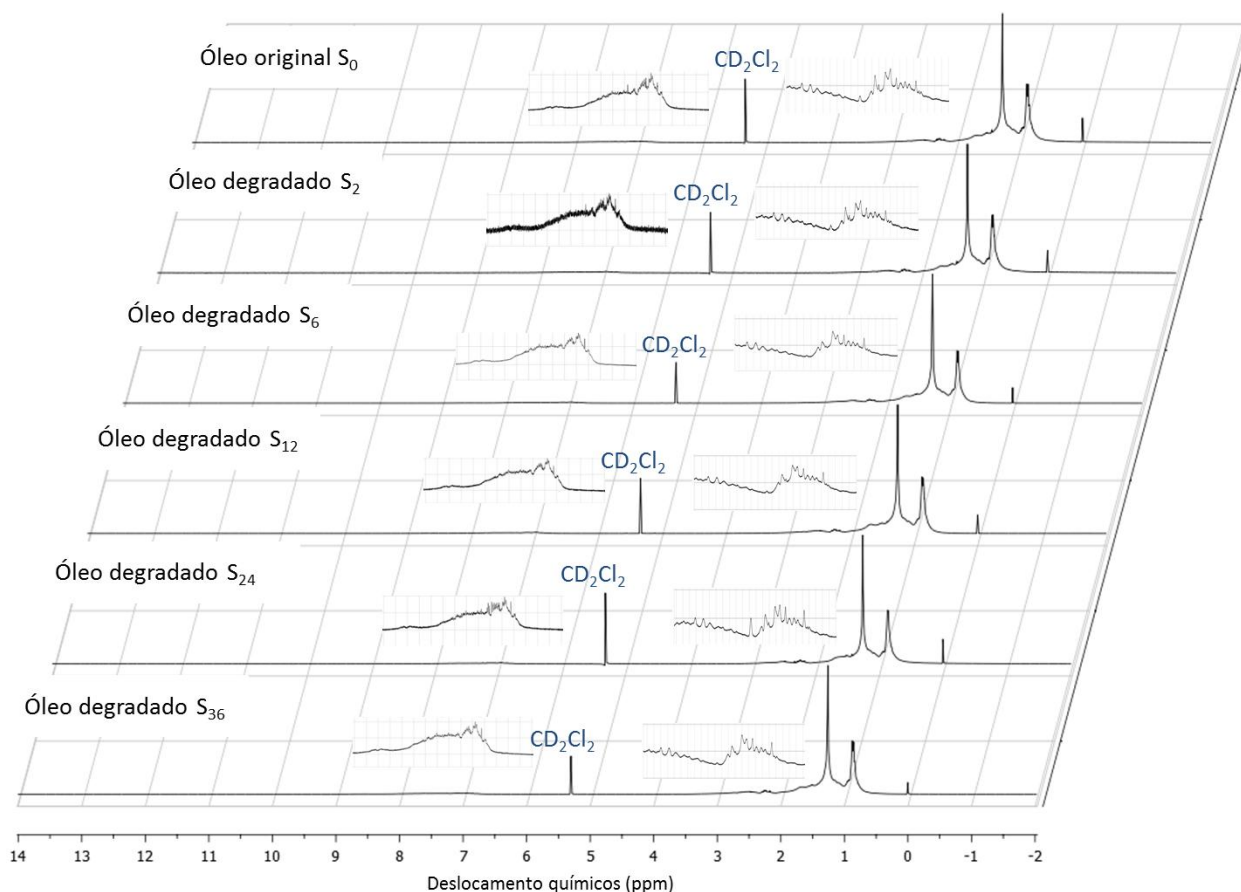 CD₂Cl₂
Óleo original S₀
CD₂Cl₂
Óleo degradado S₂
CD₂Cl₂
Óleo degradado S₆
CD₂Cl₂
Óleo degradado S₁₂
CD₂Cl₂
Óleo degradado S₂₄
CD₂Cl₂
Óleo degradado S₃₆
14 13 12 11 10 9 8 7 6 5 4 3 2 1 0 -1 -2
Deslocamento químicos (ppm)